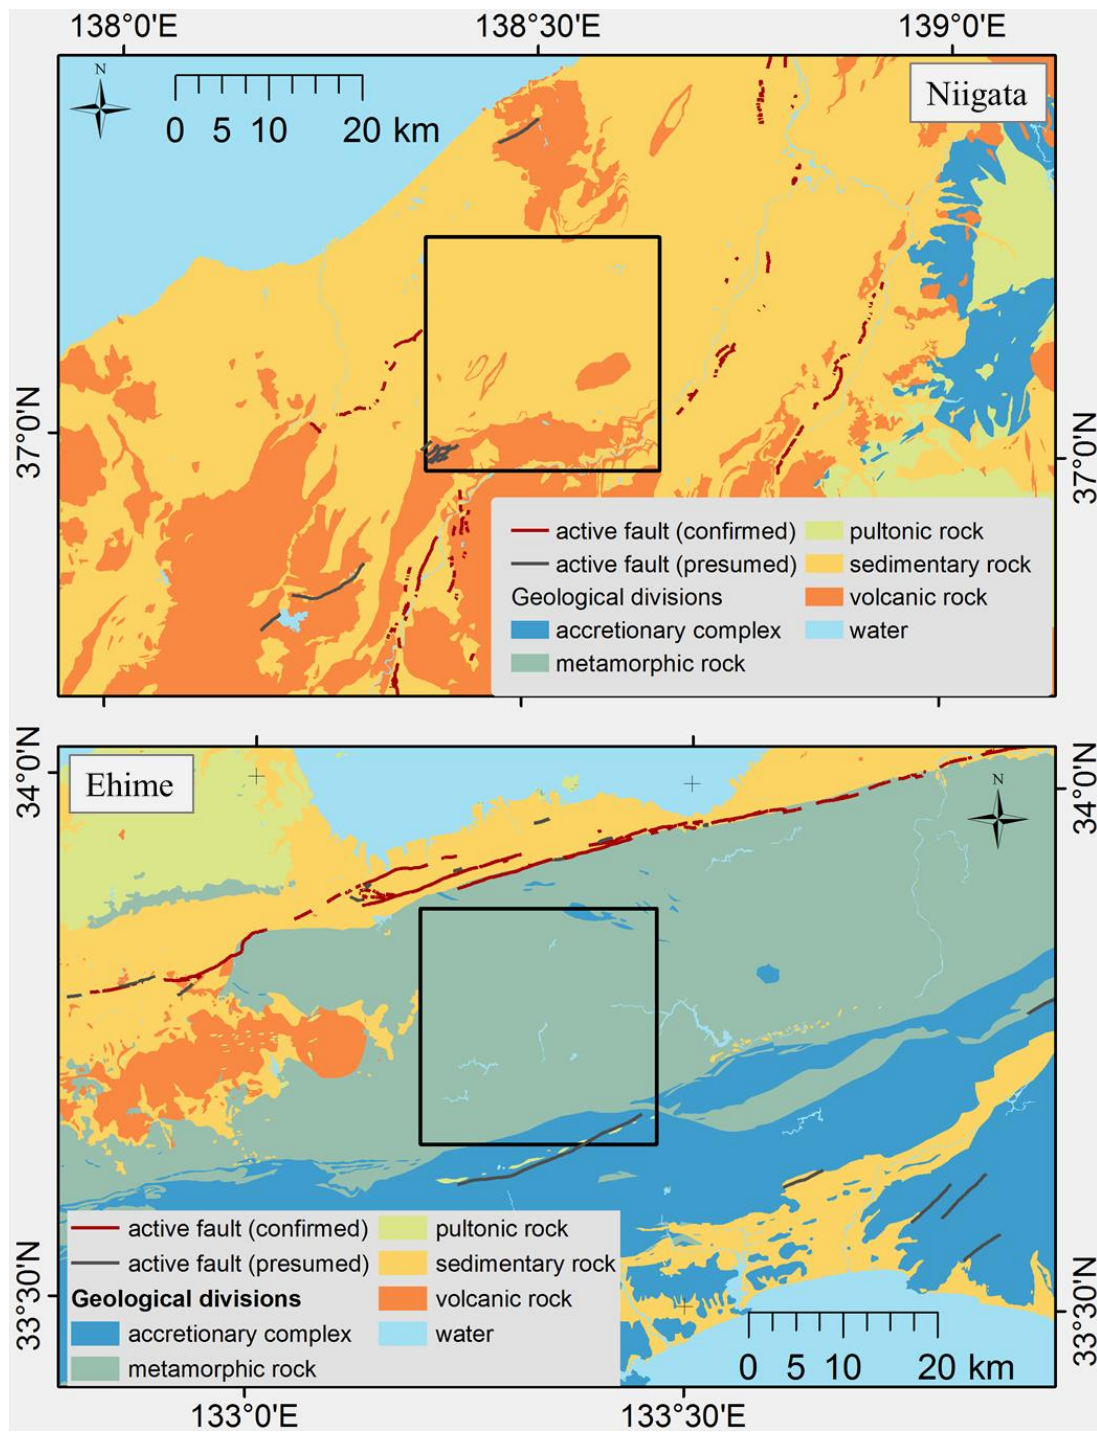 138°0'E 138°30'E 139°0'E
N
Niigata
0 5 10 20 km
37°0'N
37°0'N
active fault (confirmed)
active fault (presumed)
Geological divisions
accretionary complex
metamorphic rock
pultonic rock
sedimentary rock
volcanic rock
water
34°0'N
34°0'N
Ehime
N
active fault (confirmed)
active fault (presumed)
Geological divisions
accretionary complex
metamorphic rock
pultonic rock
sedimentary rock
volcanic rock
water
33°30'N
33°30'N
0 5 10 20 km
133°0'E 133°30'E